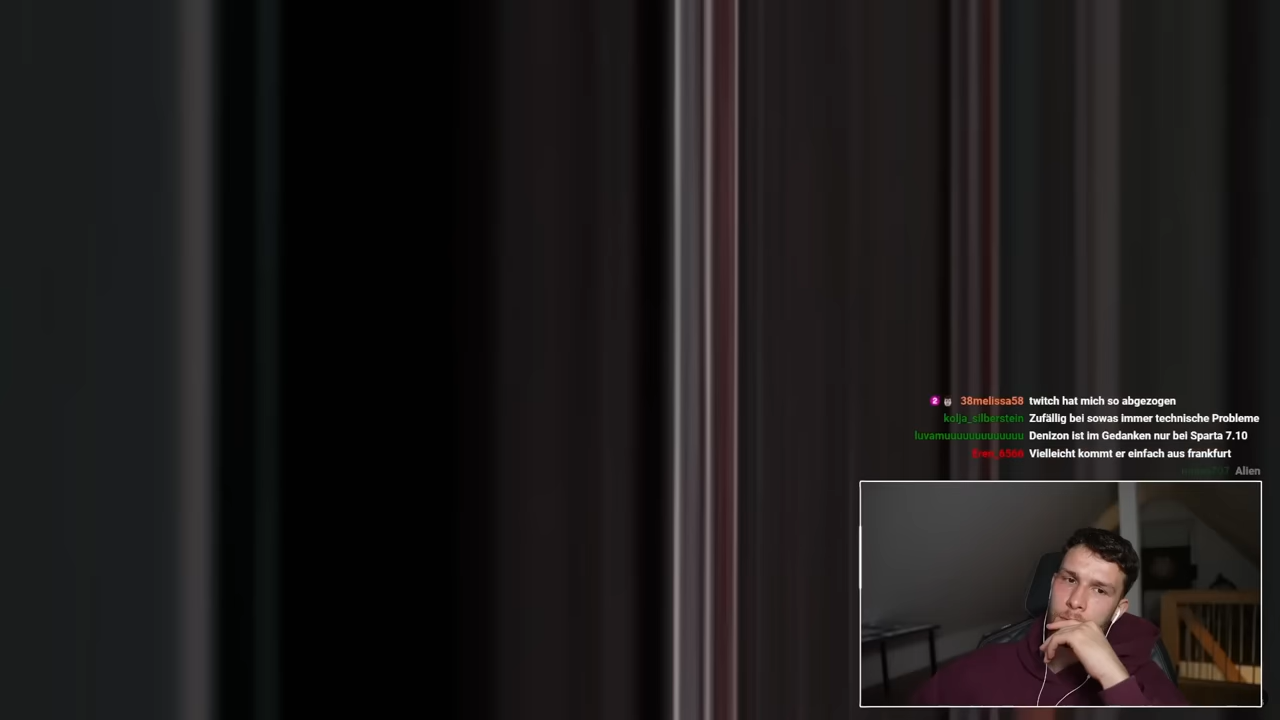 2 38melissa58 twitch hat mich so abgezogen
kolja_silberstein Zufällig bei sowas immer technische Probleme
luvamuuuuuuuuuuuuu Denizon ist im Gedanken nur bei Sparta 7.10
Vielleicht kommt er einfach aus frankfurt
Alien